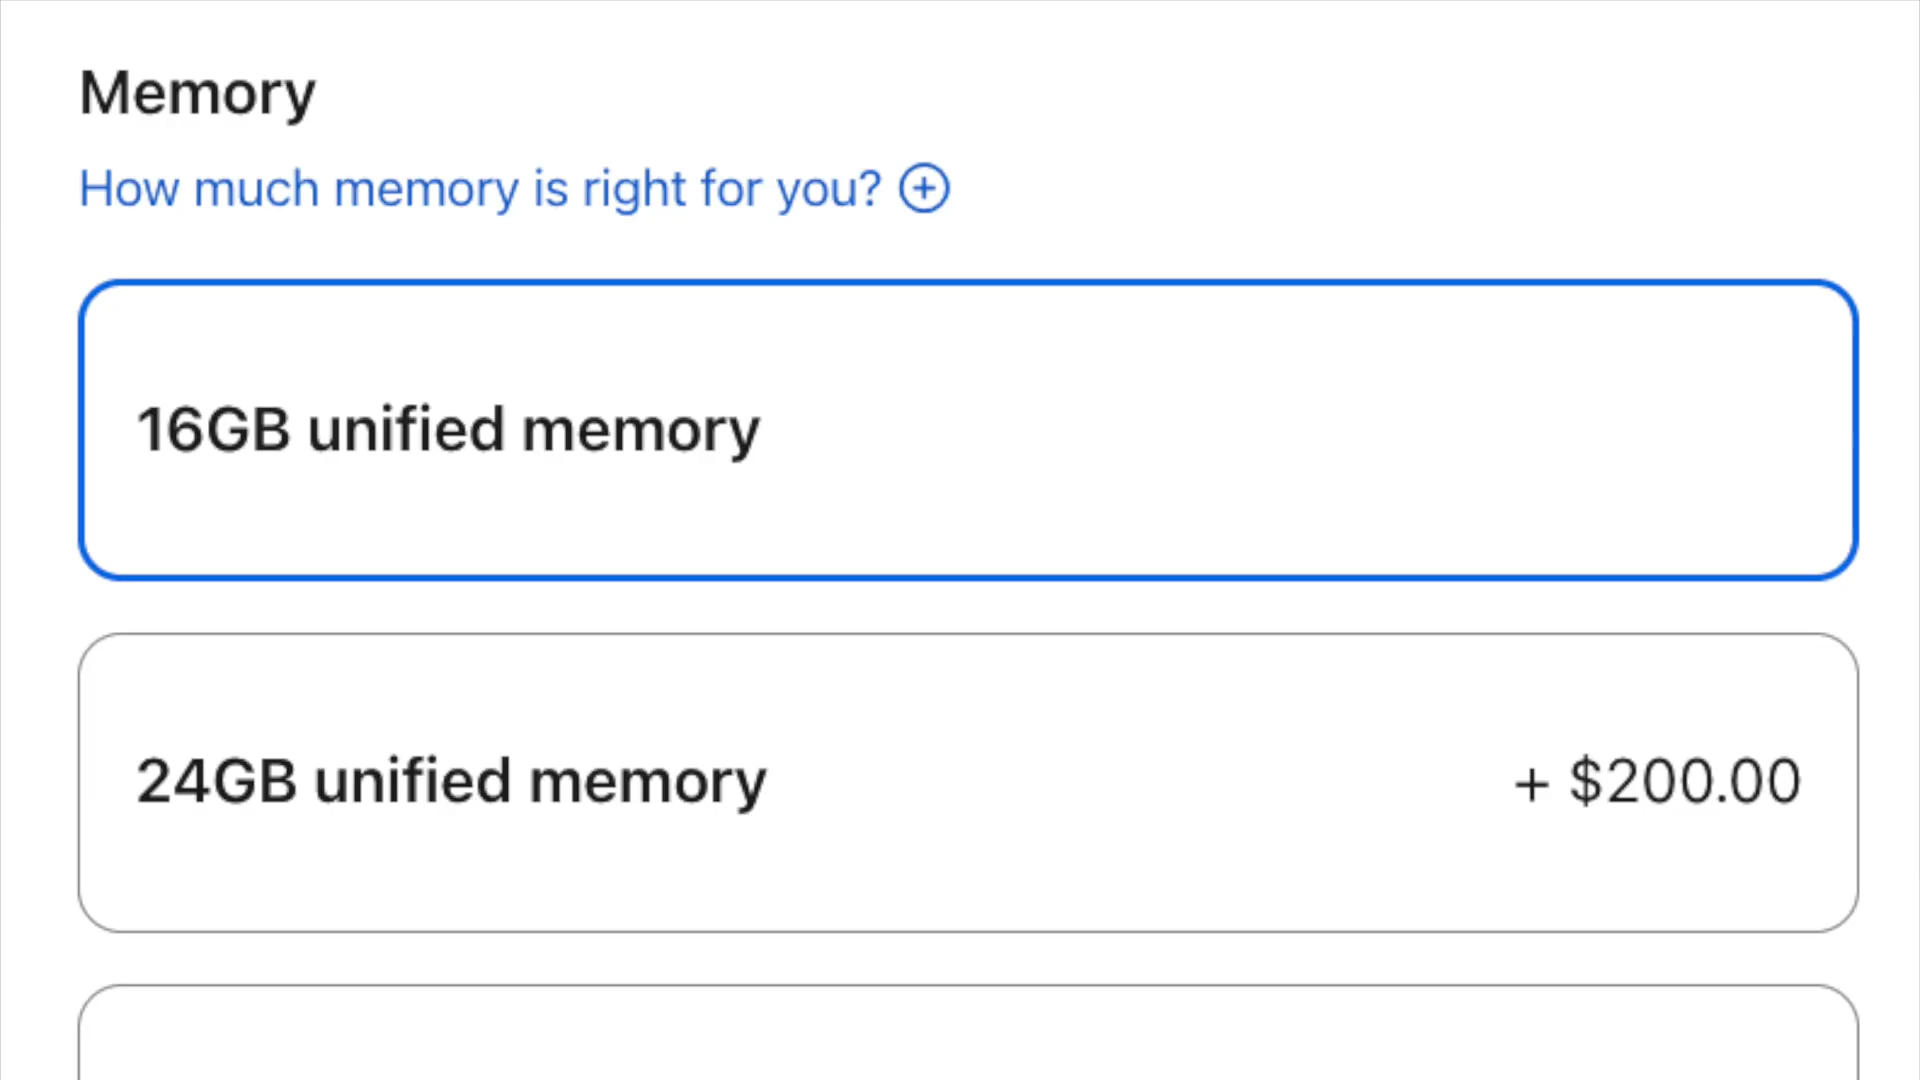 Memory
How much memory is right for you?
16GB unified memory
24GB unified memory
+ $200.00